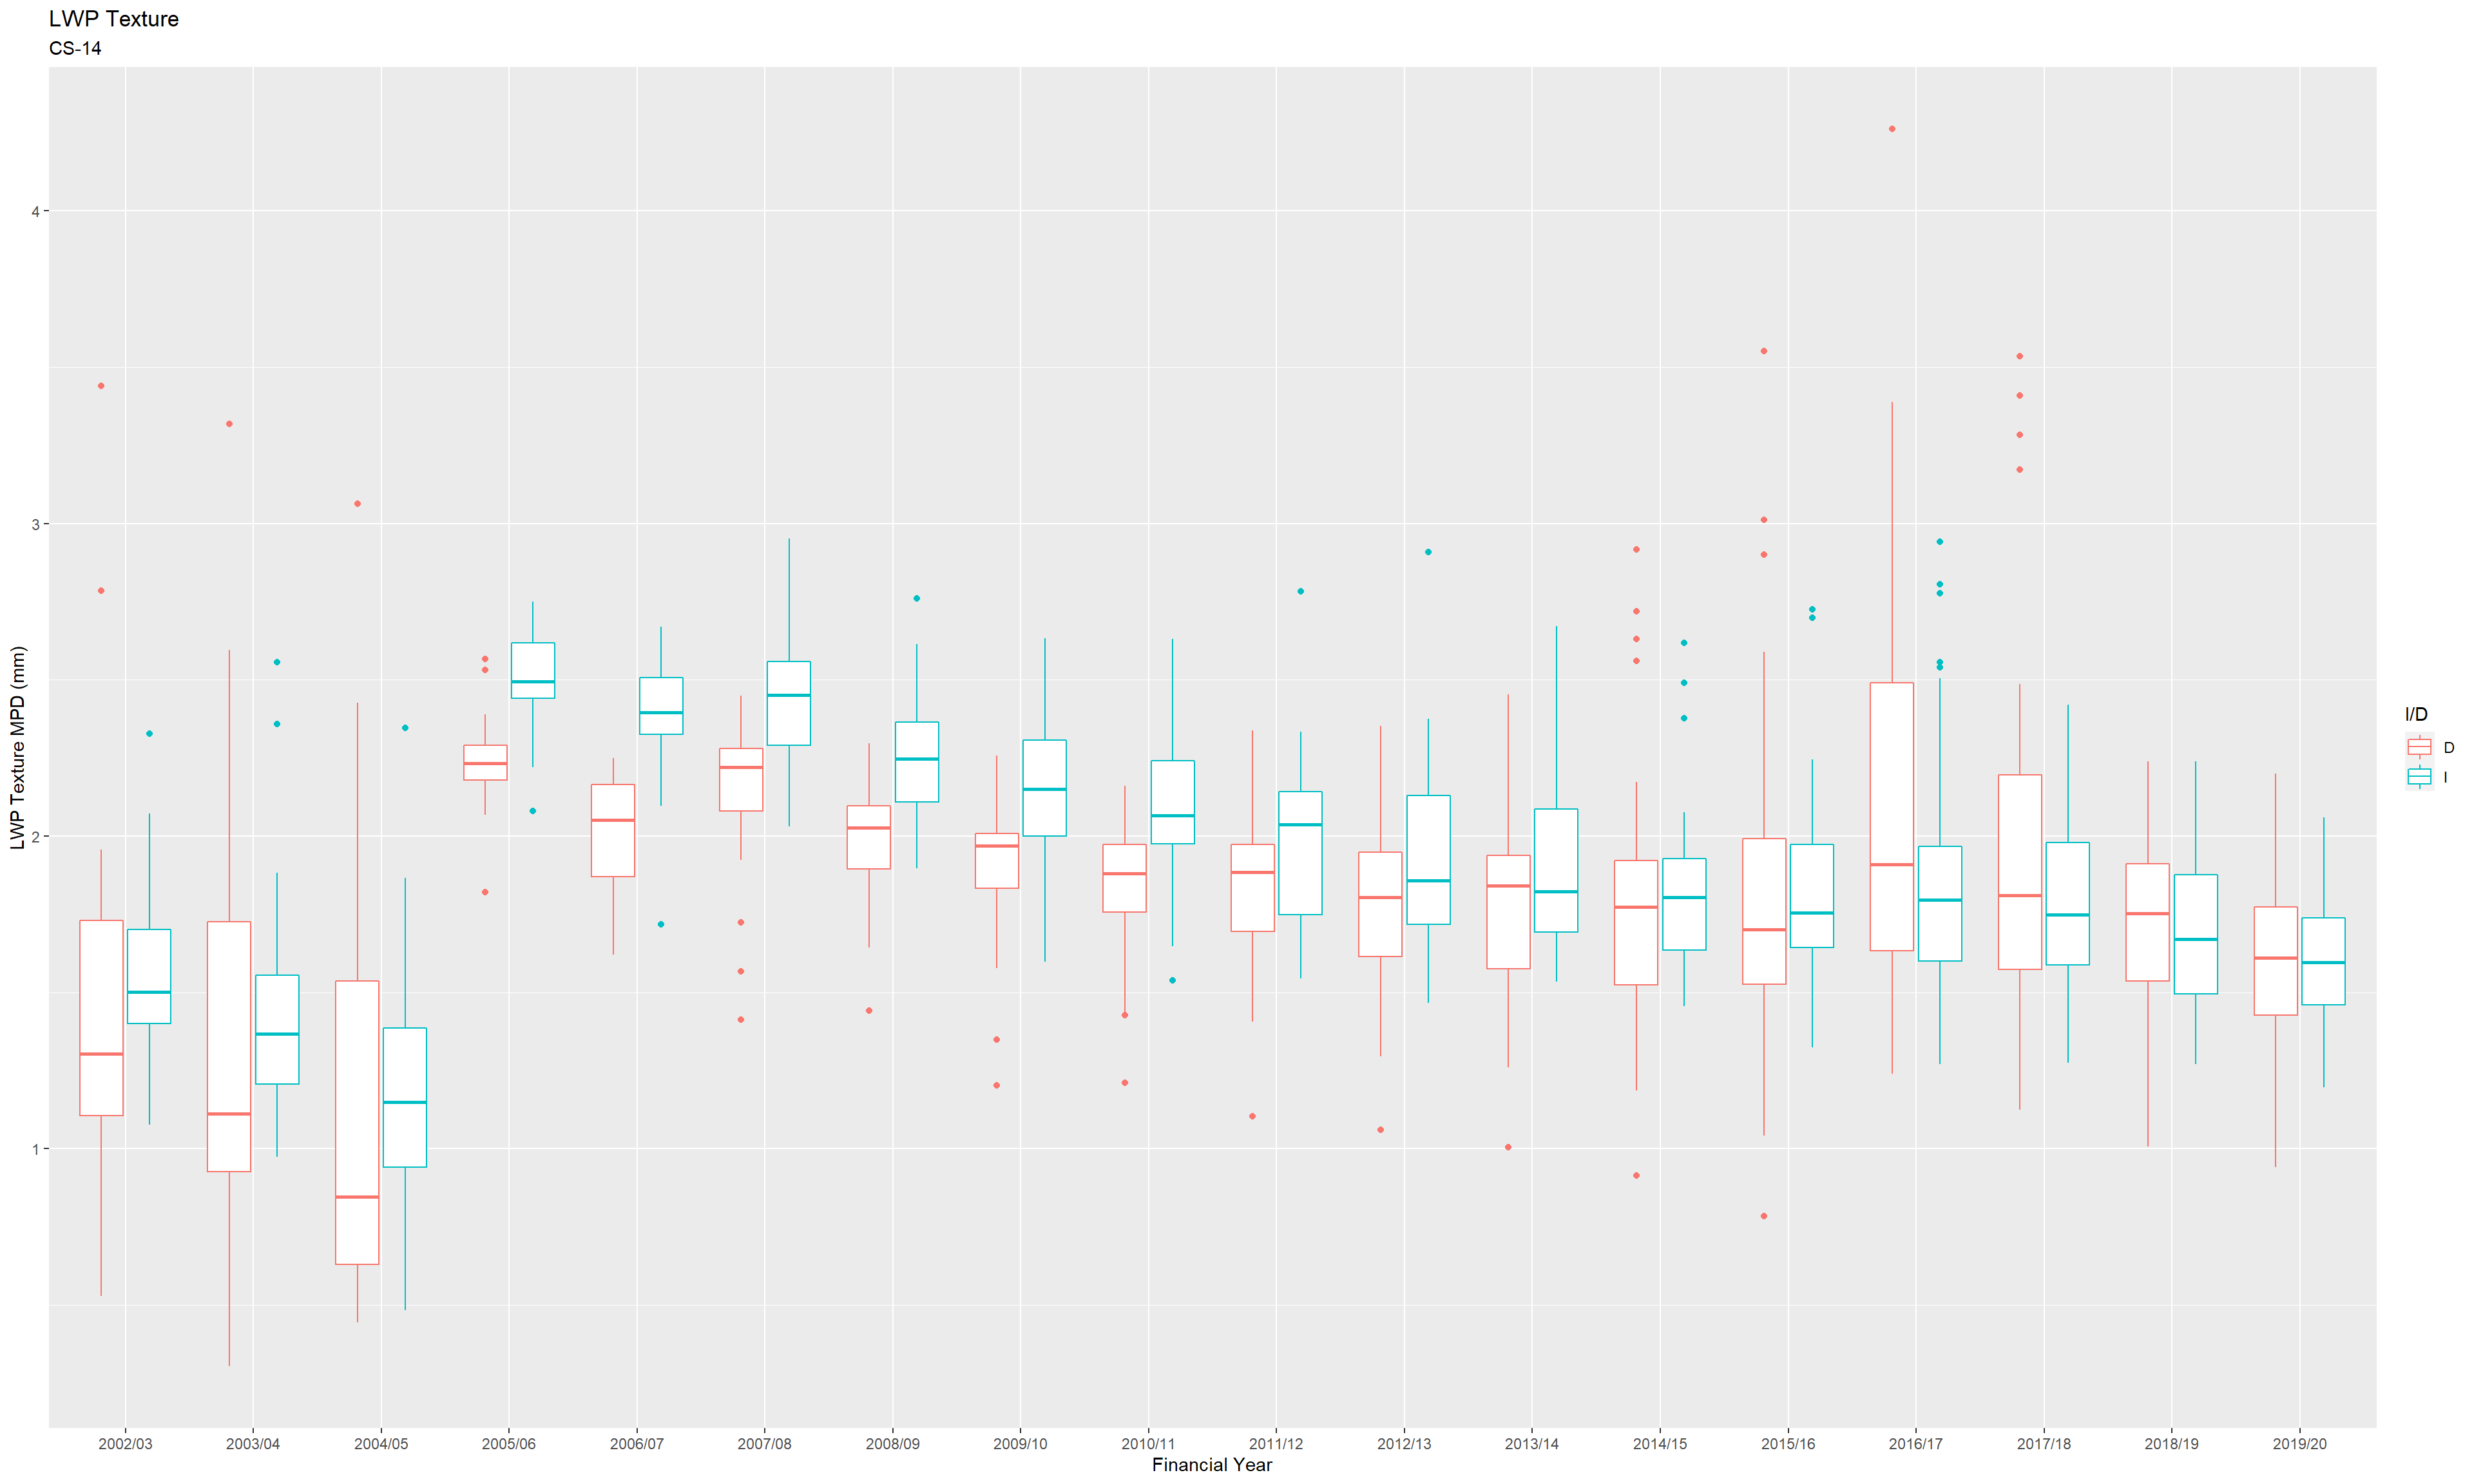 LWP Texture
CS-14
LWP Texture MPD (mm)
4
3
2
1
2002/03 2003/04 2004/05 2005/06 2006/07 2007/08 2008/09 2009/10 2010/11 2011/12 2012/13 2013/14 2014/15 2015/16 2016/17 2017/18 2018/19 2019/20
Financial Year
I/D
D
I